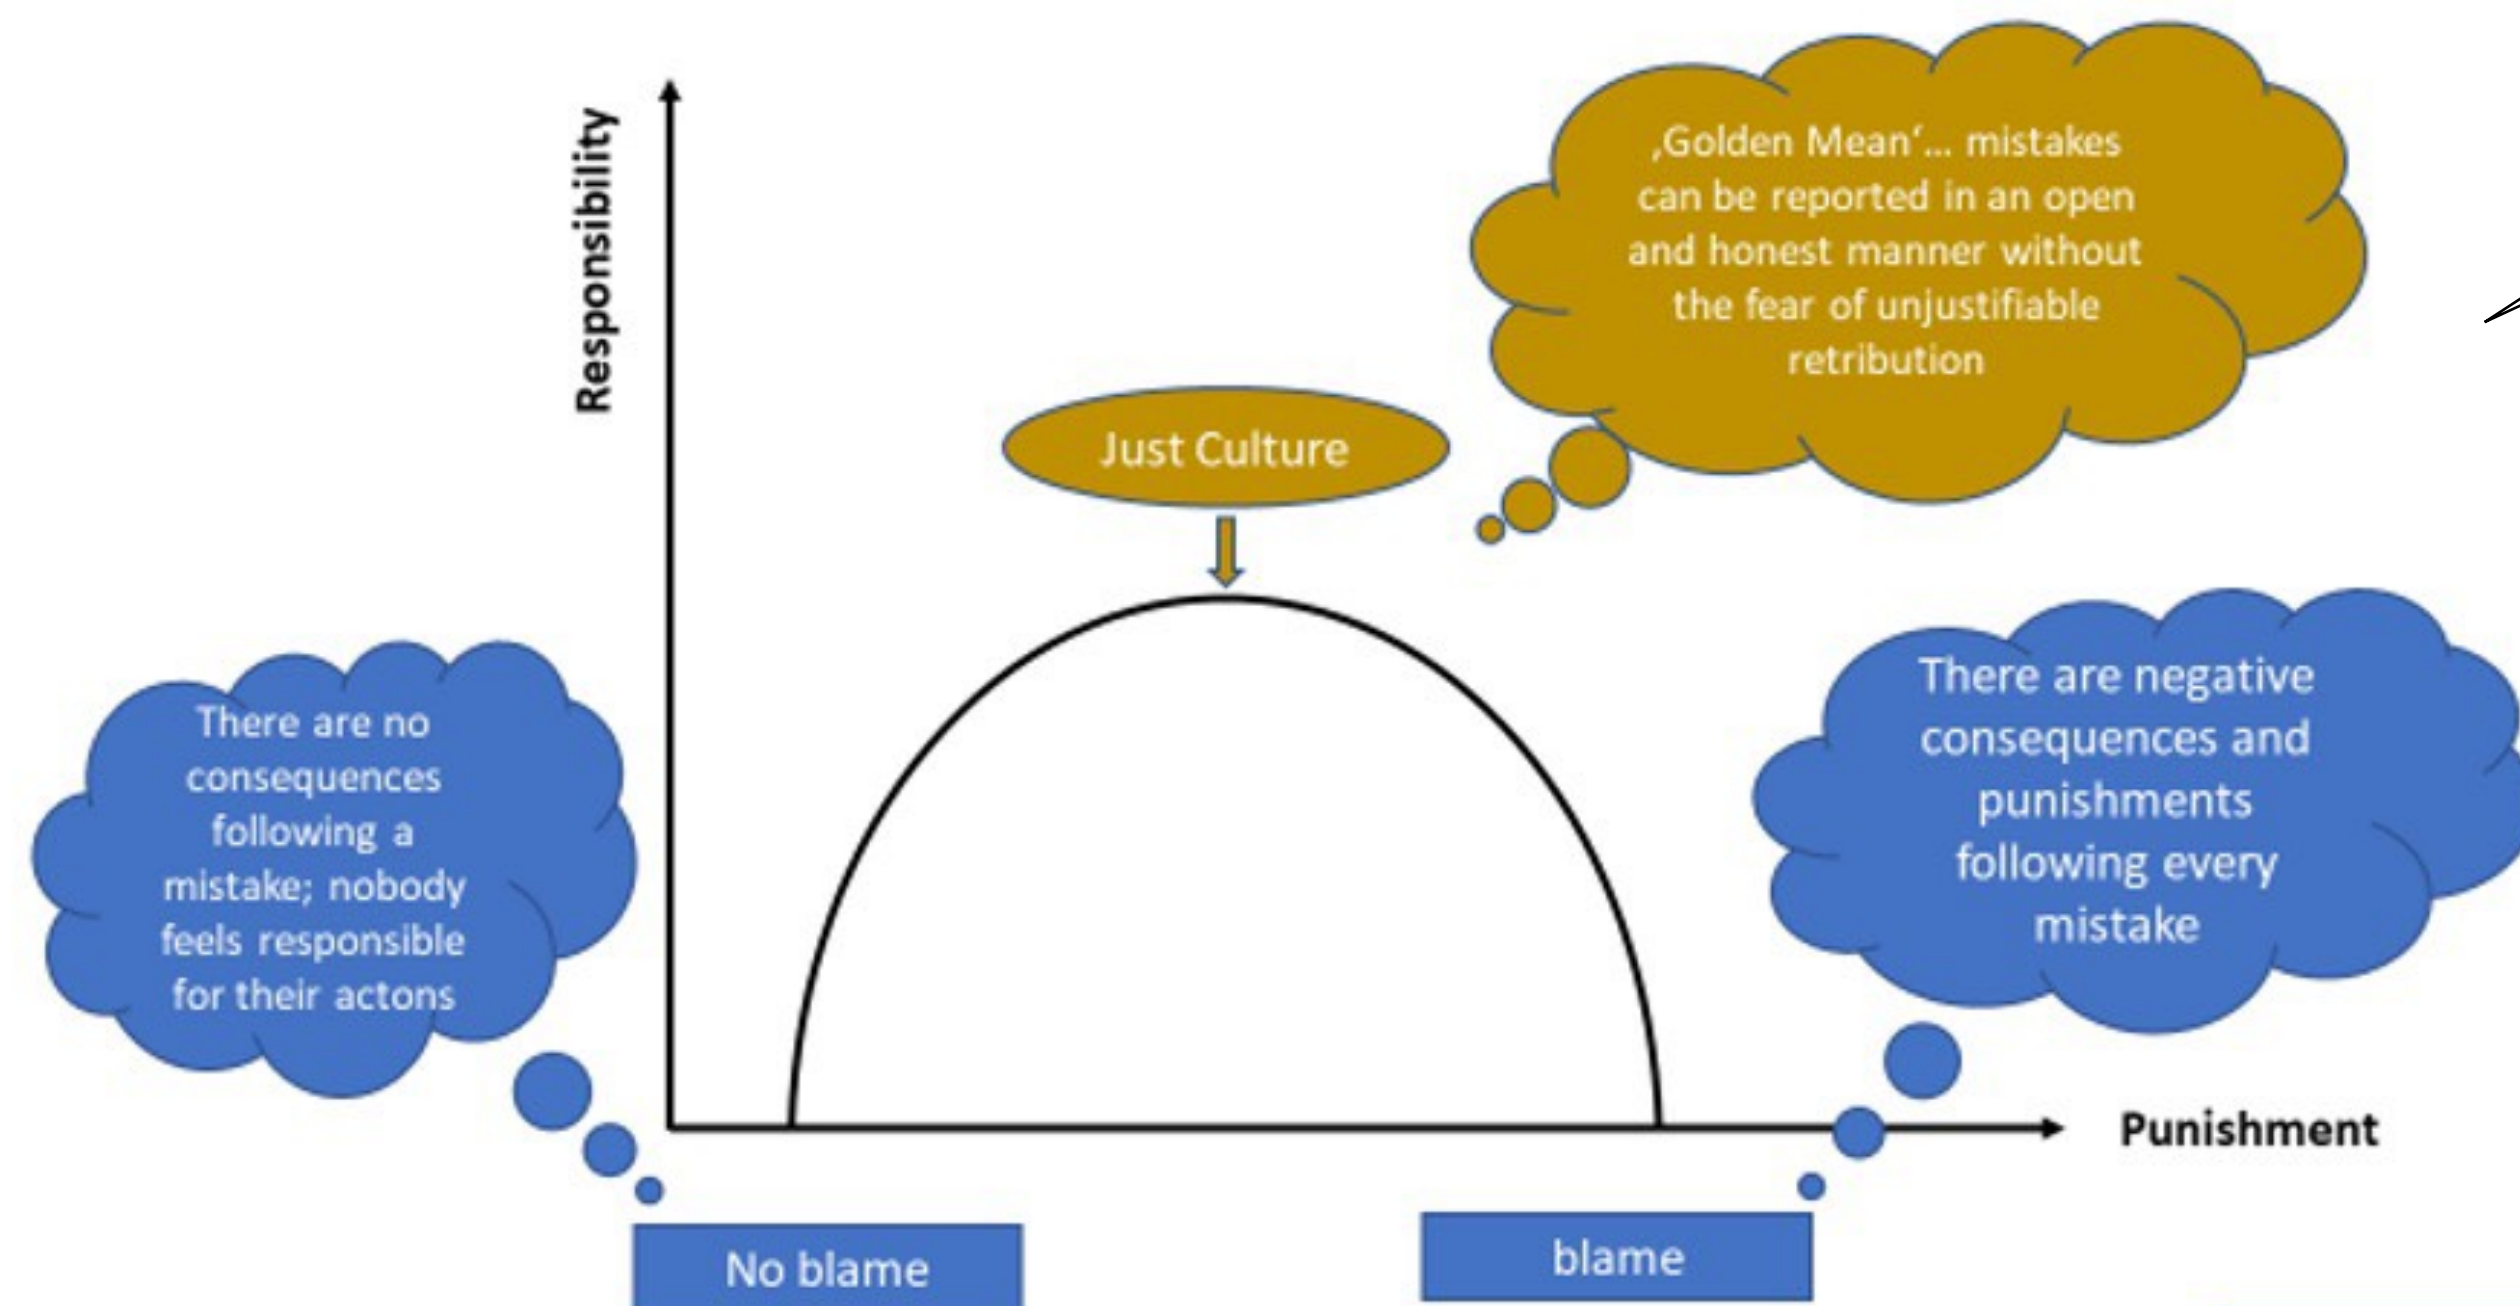 Responsibility
‚Golden Mean‘... mistakes
can be reported in an open
and honest manner without
the fear of unjustifiable
retribution
Just Culture
There are no
consequences
following a
mistake; nobody
feels responsible
for their actons
There are negative
consequences and
punishments
following every
mistake
Punishment
No blame
blame